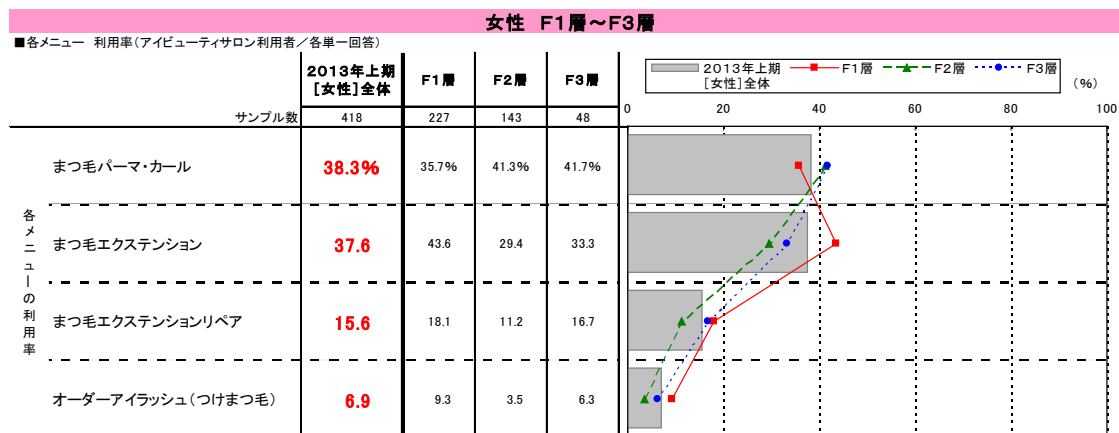 女性 F1層~F3層
■各メニュー 利用率(アイビューティサロン利用者/各単一回答)
2013年上期 [女性]全体 F1層 F2層 F3層
サンプル数 418 227 143 48
まつ毛パーマ・カール 38.3% 35.7% 41.3% 41.7%
まつ毛エクステンション 37.6 43.6 29.4 33.3
まつ毛エクステンションリペア 15.6 18.1 11.2 16.7
オーダーアイラッシュ(つけまつ毛) 6.9 9.3 3.5 6.3
各メニューの利用率
2013年上期 [女性]全体 F1層 F2層 F3層
(%)
0 20 40 60 80 100